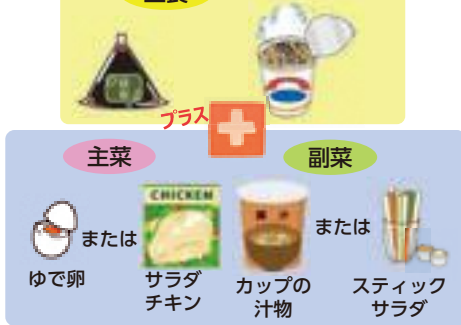 プラス
主菜
副菜
CHICKEN
または
または
ゆで卵
サラダ
チキン
カップの
汁物
スティック
サラダ